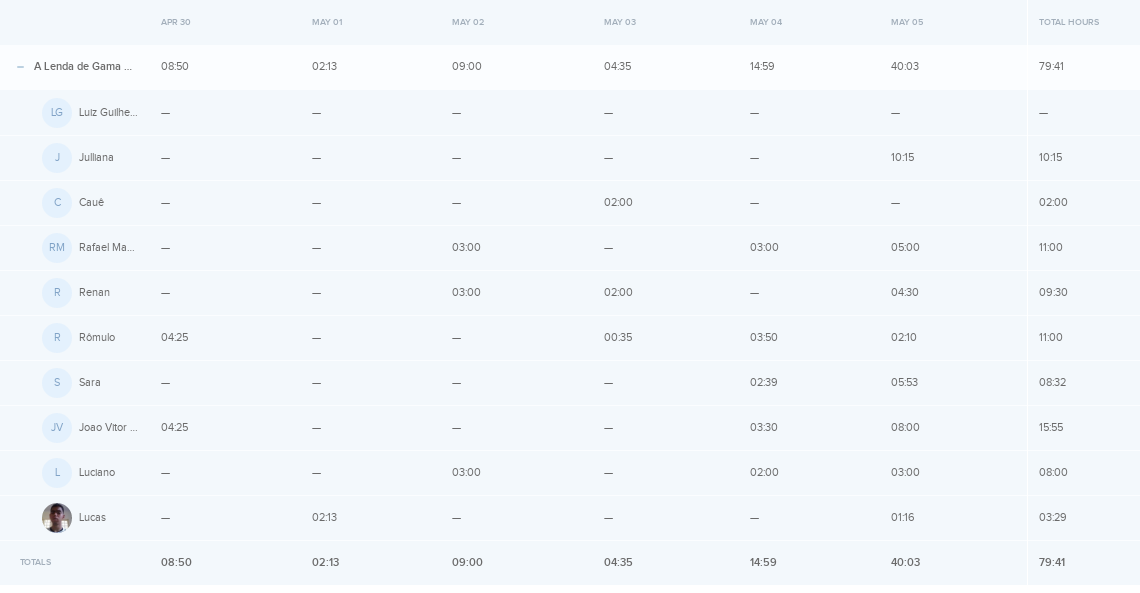 APR 30 MAY 01 MAY 02 MAY 03 MAY 04 MAY 05 TOTAL HOURS
– A Lenda de Gama ... 08:50 02:13 09:00 04:35 14:59 40:03 79:41
LG Luiz Guilhe... — — — — — — —
J Julliana — — — — — 10:15 10:15
C Cauê — — — 02:00 — — 02:00
RM Rafael Ma... — — 03:00 — 03:00 05:00 11:00
R Renan — — 03:00 02:00 — 04:30 09:30
R Rômulo 04:25 — — 00:35 03:50 02:10 11:00
S Sara — — — — 02:39 05:53 08:32
JV Joao Vitor ... 04:25 — — — 03:30 08:00 15:55
L Luciano — — 03:00 — 02:00 03:00 08:00
Lucas — 02:13 — — — 01:16 03:29
TOTALS 08:50 02:13 09:00 04:35 14:59 40:03 79:41